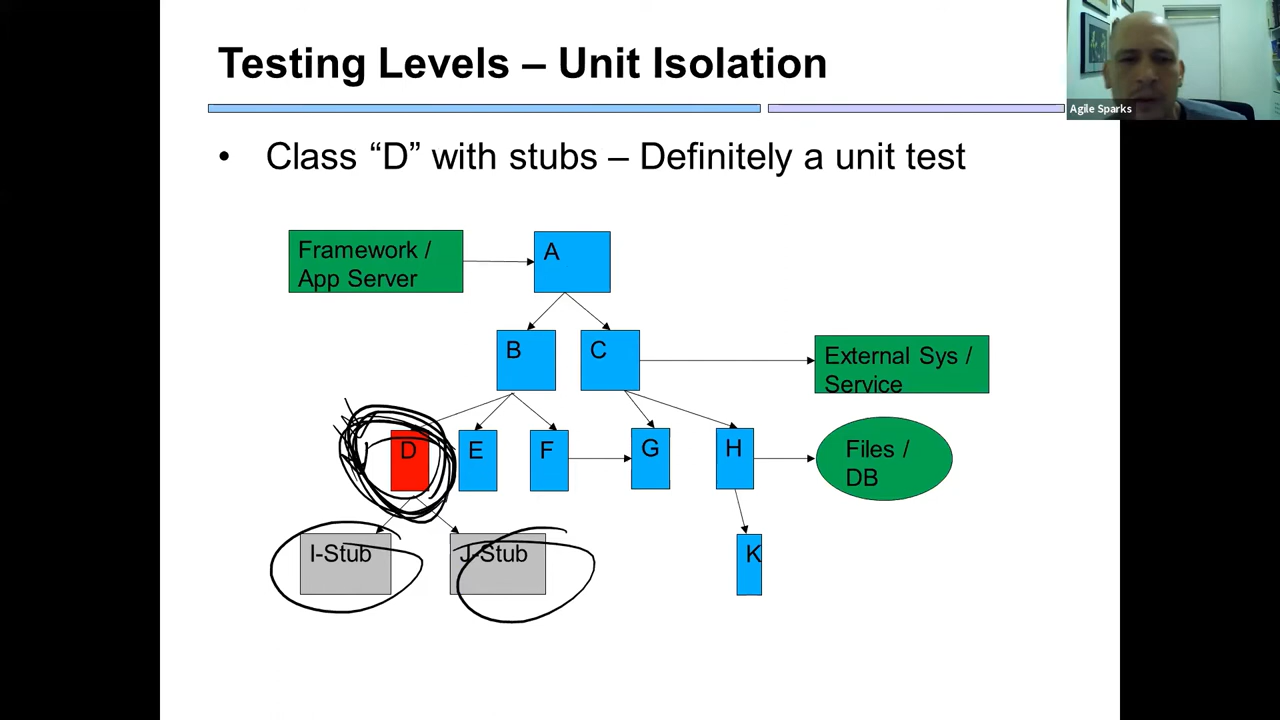 Testing Levels – Unit Isolation
Agile Sparks
• Class “D” with stubs – Definitely a unit test
Framework /
App Server
A
B
C
External Sys /
Service
D
E
F
G
H
Files /
DB
I-Stub
J-Stub
K